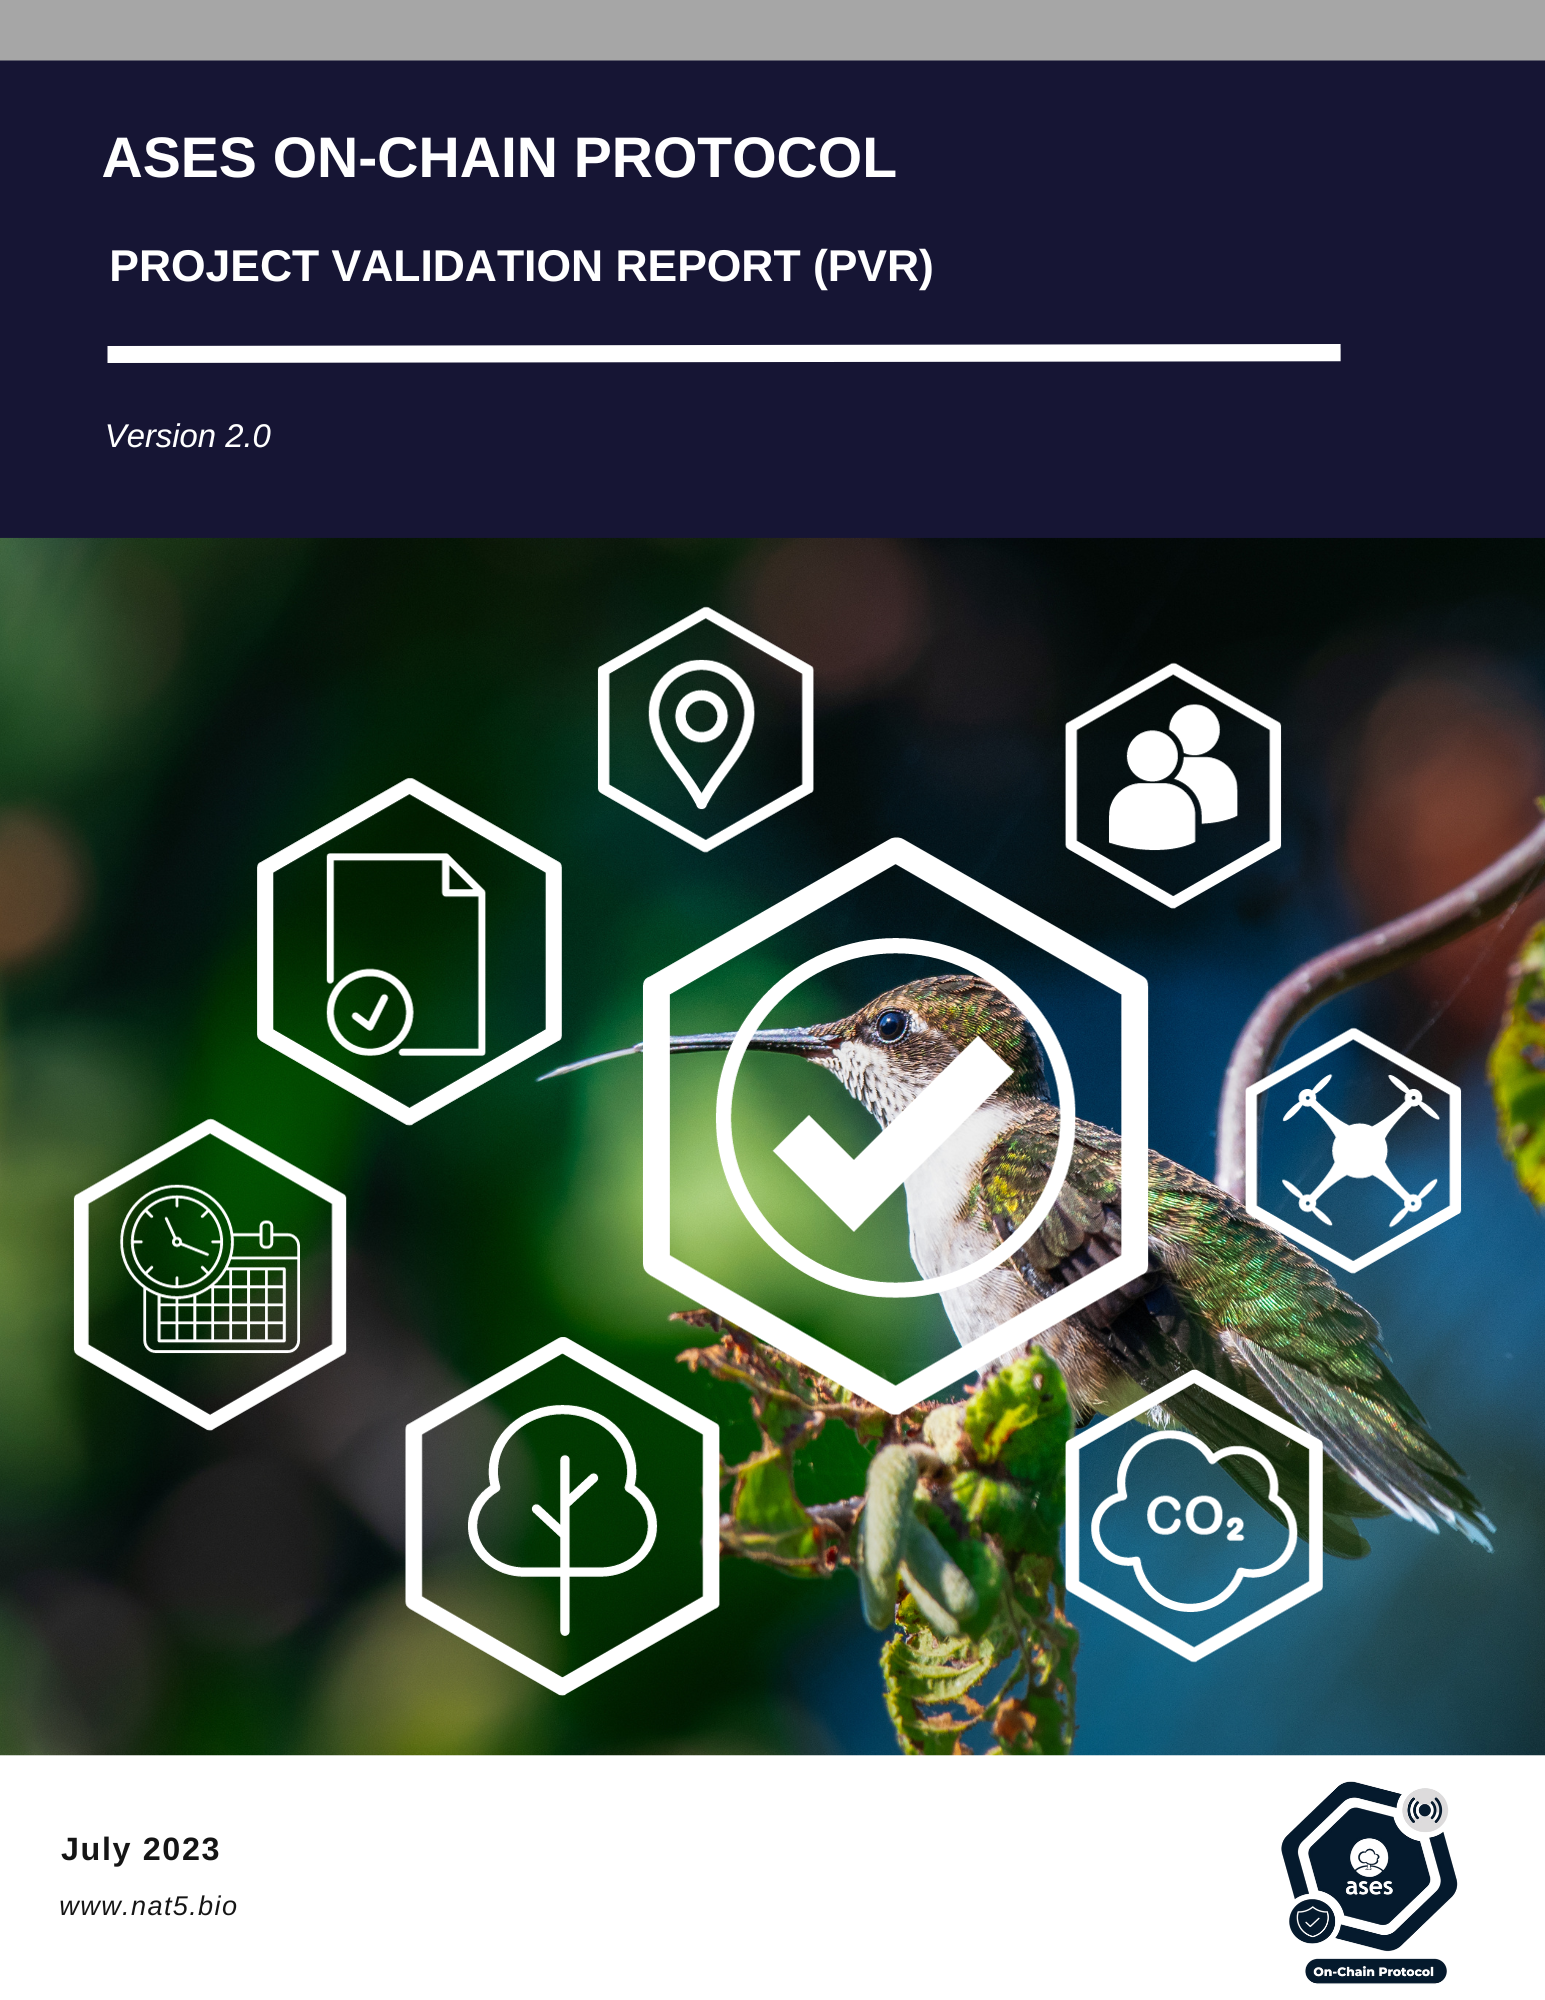 ASES ON-CHAIN PROTOCOL
PROJECT VALIDATION REPORT (PVR)
Version 2.0
CO₂
July 2023
www.nat5.bio
ases
On-Chain Protocol